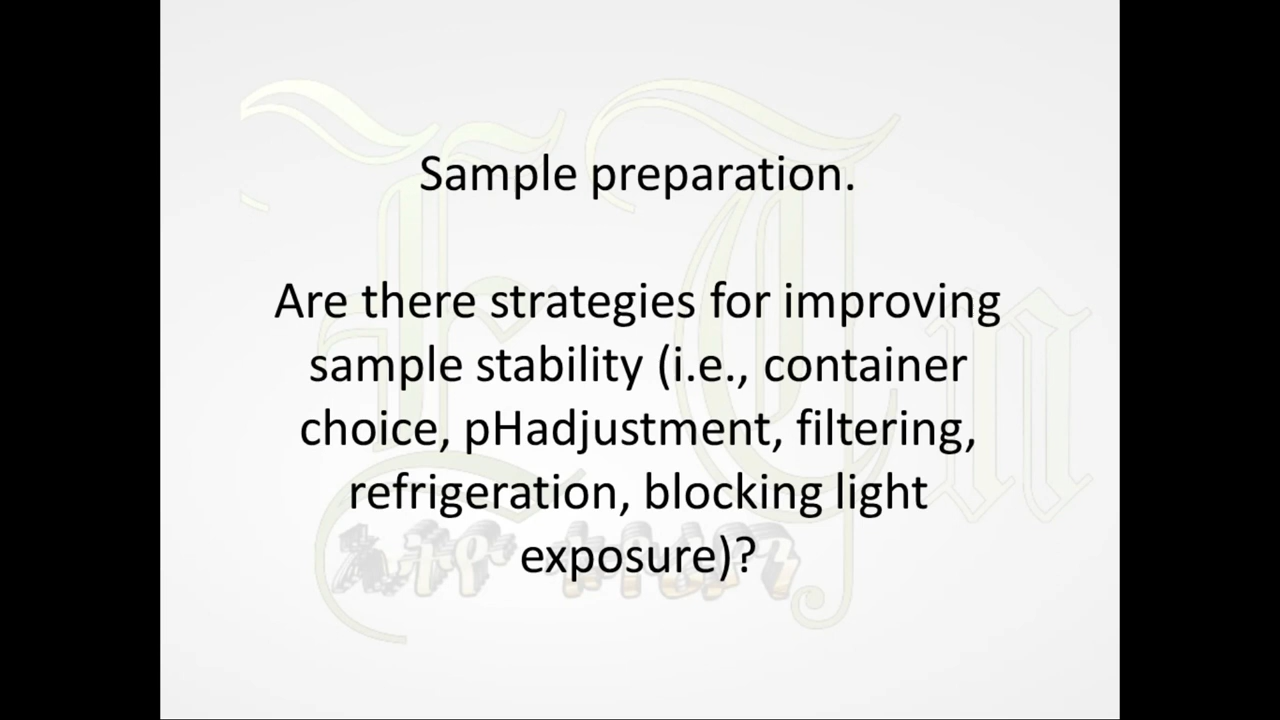 Sample preparation.
Are there strategies for improving
sample stability (i.e., container
choice, pHadjustment, filtering,
refrigeration, blocking light
exposure)?